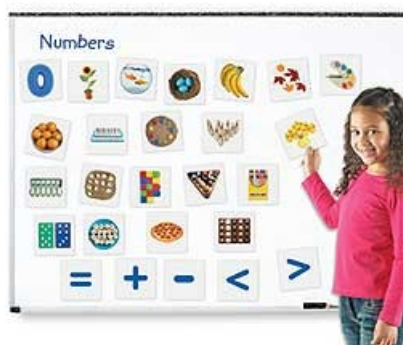 Numbers
0
= + - < >